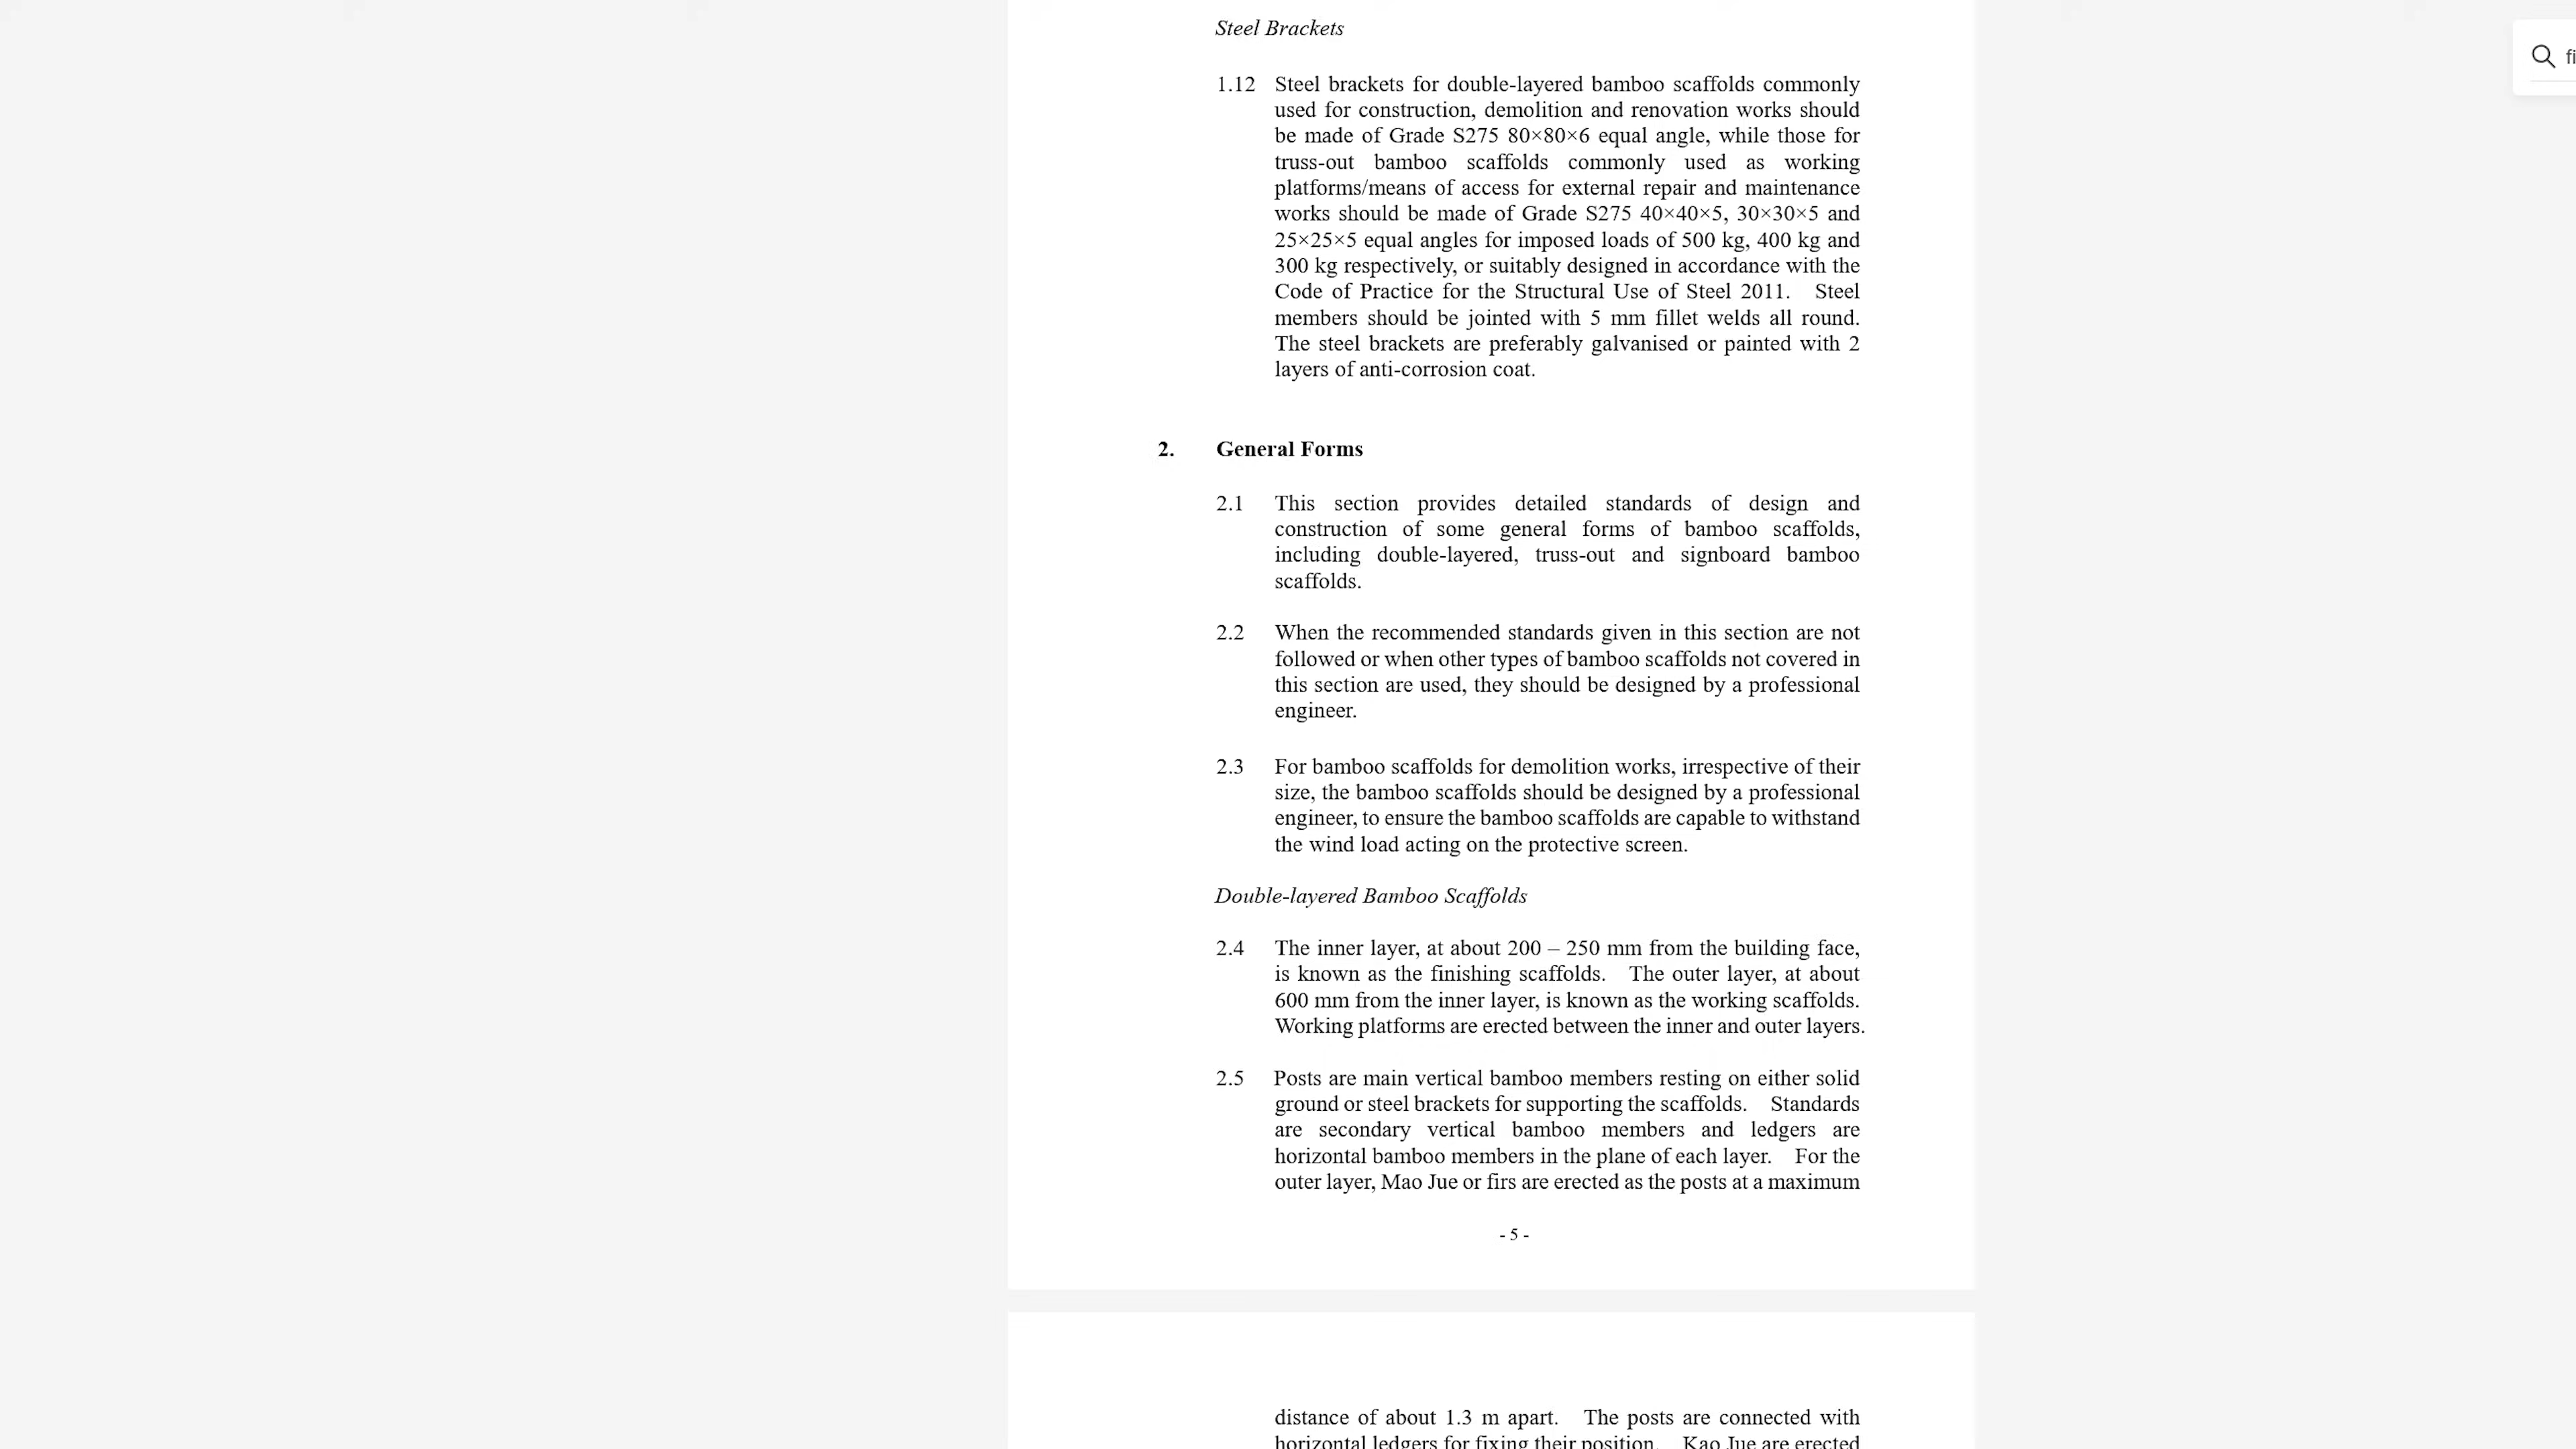 Steel Brackets
1.12 Steel brackets for double-layered bamboo scaffolds commonly
used for construction, demolition and renovation works should
be made of Grade S275 80×80×6 equal angle, while those for
truss-out bamboo scaffolds commonly used as working
platforms/means of access for external repair and maintenance
works should be made of Grade S275 40×40×5, 30×30×5 and
25×25×5 equal angles for imposed loads of 500 kg, 400 kg and
300 kg respectively, or suitably designed in accordance with the
Code of Practice for the Structural Use of Steel 2011. Steel
members should be jointed with 5 mm fillet welds all round.
The steel brackets are preferably galvanised or painted with 2
layers of anti-corrosion coat.
2. General Forms
2.1 This section provides detailed standards of design and
construction of some general forms of bamboo scaffolds,
including double-layered, truss-out and signboard bamboo
scaffolds.
2.2 When the recommended standards given in this section are not
followed or when other types of bamboo scaffolds not covered in
this section are used, they should be designed by a professional
engineer.
2.3 For bamboo scaffolds for demolition works, irrespective of their
size, the bamboo scaffolds should be designed by a professional
engineer, to ensure the bamboo scaffolds are capable to withstand
the wind load acting on the protective screen.
Double-layered Bamboo Scaffolds
2.4 The inner layer, at about 200 – 250 mm from the building face,
is known as the finishing scaffolds. The outer layer, at about
600 mm from the inner layer, is known as the working scaffolds.
Working platforms are erected between the inner and outer layers.
2.5 Posts are main vertical bamboo members resting on either solid
ground or steel brackets for supporting the scaffolds. Standards
are secondary vertical bamboo members and ledgers are
horizontal bamboo members in the plane of each layer. For the
outer layer, Mao Jue or firs are erected as the posts at a maximum
- 5 -
distance of about 1.3 m apart. The posts are connected with
horizontal ledgers for fixing their position. Kao Jue are erected